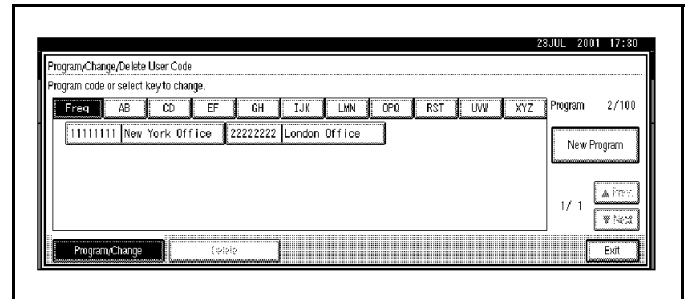 23JUL 2001 17:30
Program/Change/Delete User Code
Program code or select key to change.
Freq AB CD EF GH IJK LMN OPQ RST UVW XYZ Program 2/100
11111111 New York Office 22222222 London Office
New Program
▲ Prev.
1/ 1
▼ Next
Program/Change Delete Exit